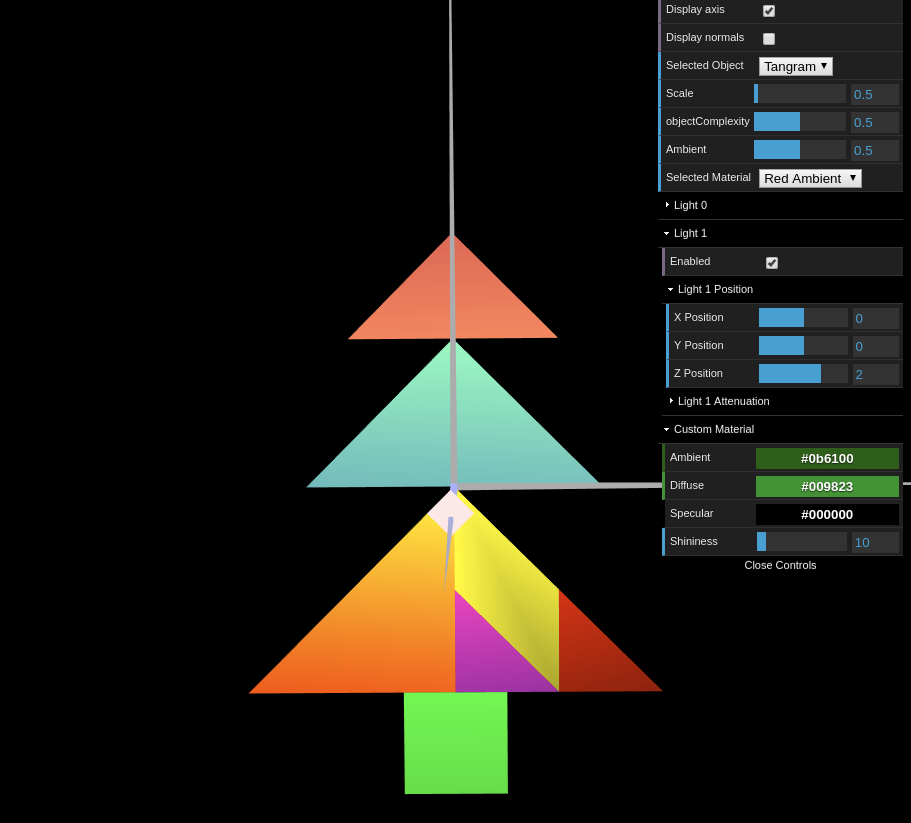 Display axis
Display normals
Selected Object Tangram
Scale 0.5
objectComplexity 0.5
Ambient 0.5
Selected Material Red Ambient
Light 0
Light 1
Enabled
Light 1 Position
X Position 0
Y Position 0
Z Position 2
Light 1 Attenuation
Custom Material
Ambient #0b6100
Diffuse #009823
Specular #000000
Shininess 10
Close Controls